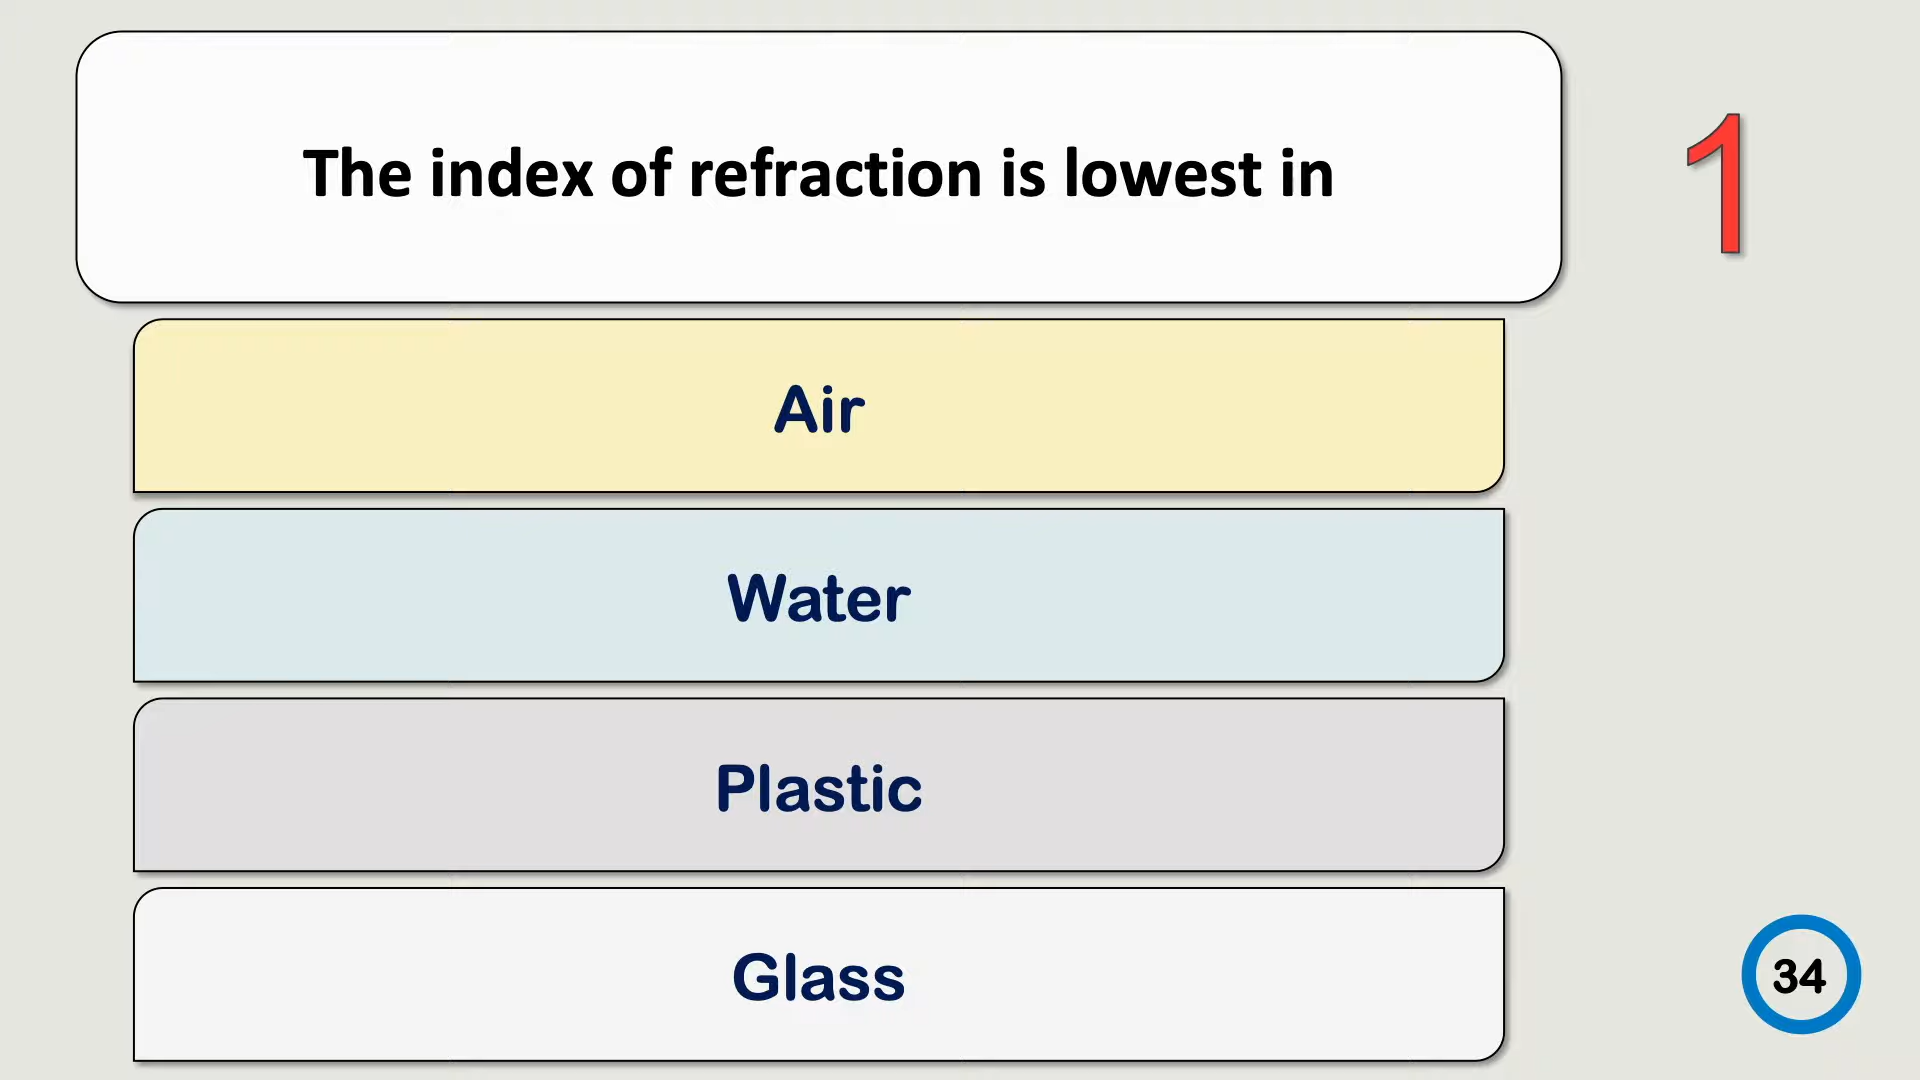 The index of refraction is lowest in
1
Air
Water
Plastic
Glass
34